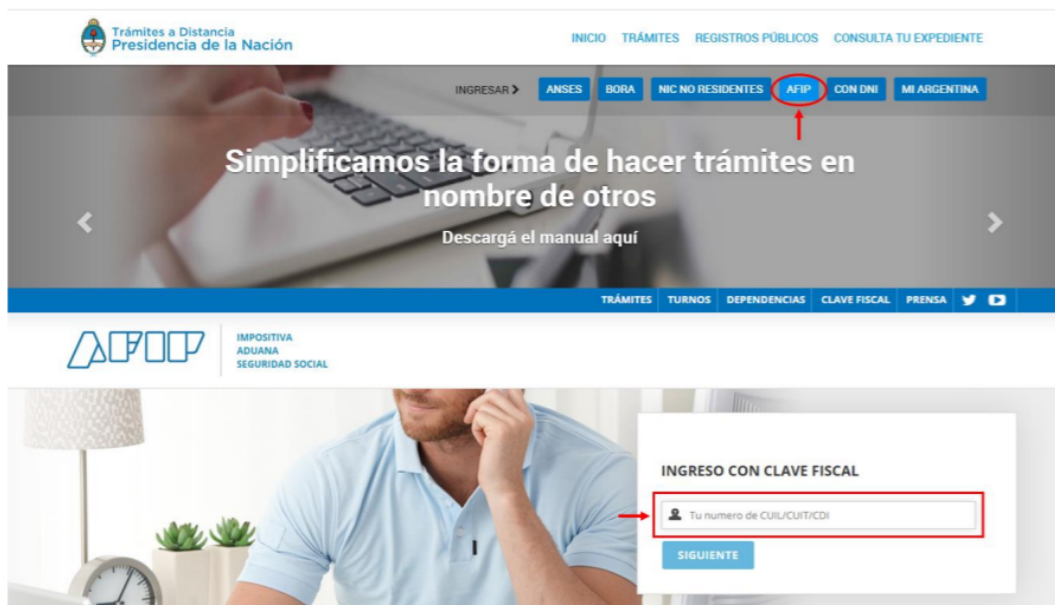 Trámites a Distancia
Presidencia de la Nación
INICIO TRÁMITES REGISTROS PÚBLICOS CONSULTA TU EXPEDIENTE
INGRESAR ANSES BORA NIC NO RESIDENTES AFIP CON DNI MI ARGENTINA
Simplificamos la forma de hacer trámites en
nombre de otros
Descargá el manual aquí
TRÁMITES TURNOS DEPENDENCIAS CLAVE FISCAL PRENSA
AFIP
IMPOSITIVA
ADUANA
SEGURIDAD SOCIAL
INGRESO CON CLAVE FISCAL
Tu numero de CUIL/CUIT/CDI
SIGUIENTE